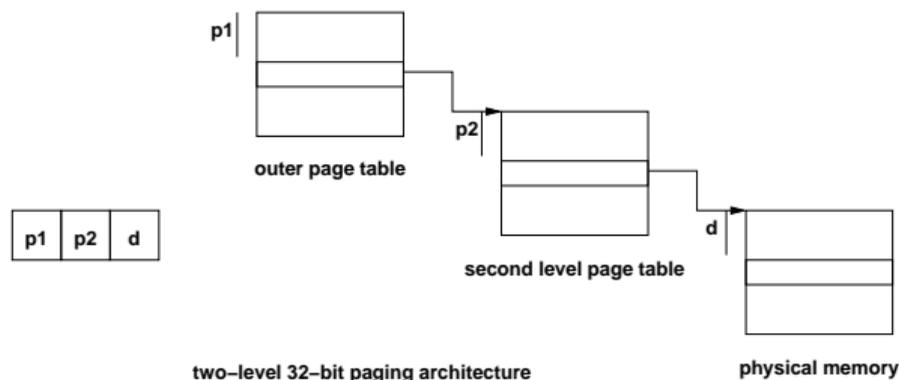 p1
outer page table
p2
p1 p2 d
d
second level page table
two–level 32–bit paging architecture
physical memory